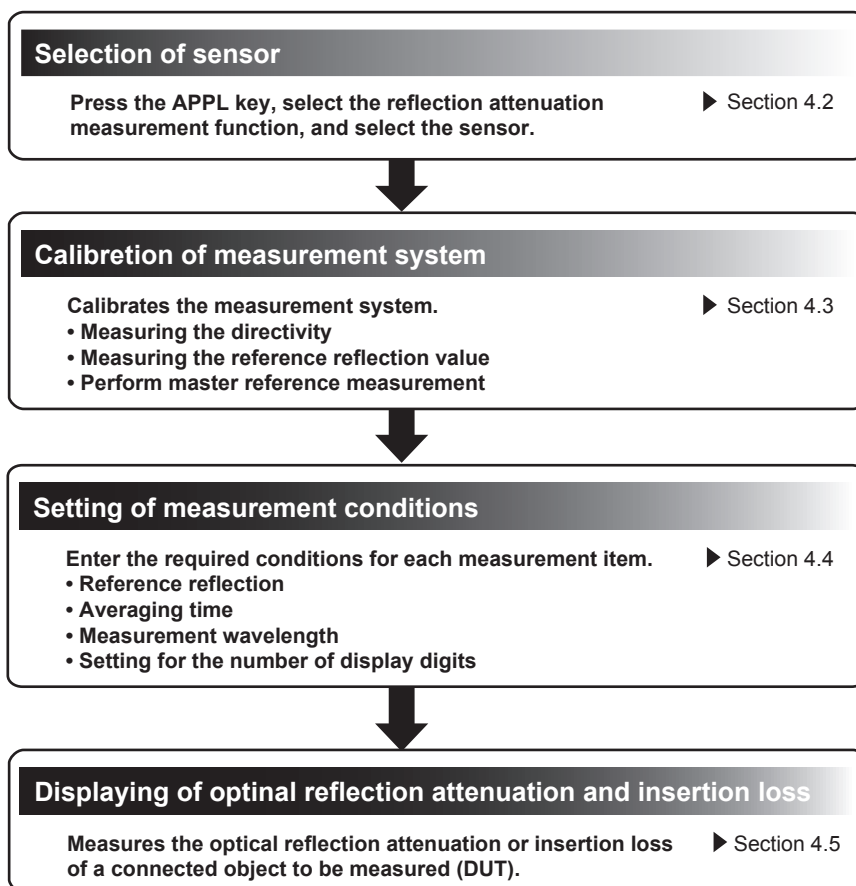 Selection of sensor
Press the APPL key, select the reflection attenuation
measurement function, and select the sensor.
▶ Section 4.2
Calibretion of measurement system
Calibrates the measurement system.
▶ Section 4.3
• Measuring the directivity
• Measuring the reference reflection value
• Perform master reference measurement
Setting of measurement conditions
Enter the required conditions for each measurement item.
▶ Section 4.4
• Reference reflection
• Averaging time
• Measurement wavelength
• Setting for the number of display digits
Displaying of optinal reflection attenuation and insertion loss
Measures the optical reflection attenuation or insertion loss
of a connected object to be measured (DUT).
▶ Section 4.5